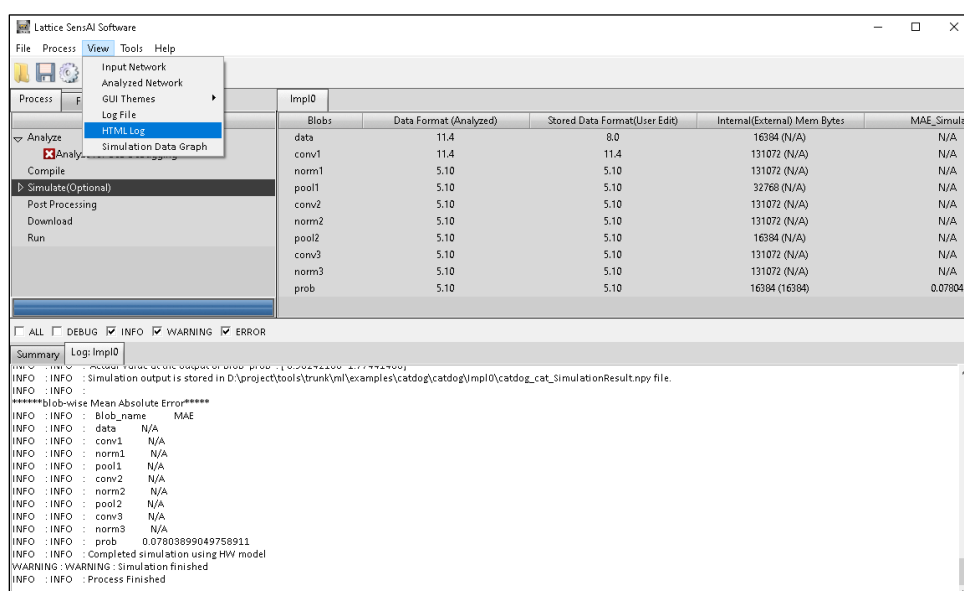 Lattice SensAI Software
File Process View Tools Help
Input Network
Analyzed Network
GUI Themes
Log File
HTML Log
Simulation Data Graph
Process F
Analyze
Compile
Simulate(Optional)
Post Processing
Download
Run
Impl0
Blobs Data Format (Analyzed) Stored Data Format(User Edit) Internal(External) Mem Bytes MAE_Simula
data 11.4 8.0 16384 (N/A) N/A
conv1 11.4 11.4 131072 (N/A) N/A
norm1 5.10 5.10 131072 (N/A) N/A
pool1 5.10 5.10 32768 (N/A) N/A
conv2 5.10 5.10 131072 (N/A) N/A
norm2 5.10 5.10 131072 (N/A) N/A
pool2 5.10 5.10 16384 (N/A) N/A
conv3 5.10 5.10 131072 (N/A) N/A
norm3 5.10 5.10 131072 (N/A) N/A
prob 5.10 5.10 16384 (16384) 0.07804
ALL DEBUG INFO WARNING ERROR
Summary Log: Impl0
INFO : INFO : Simulation output is stored in D:\project\tools\trunk\ml\examples\catdog\catdog\Impl0\catdog_cat_SimulationResult.npy file.
INFO : INFO :
******blob-wise Mean Absolute Error*****
INFO : INFO : Blob_name MAE
INFO : INFO : data N/A
INFO : INFO : conv1 N/A
INFO : INFO : norm1 N/A
INFO : INFO : pool1 N/A
INFO : INFO : conv2 N/A
INFO : INFO : norm2 N/A
INFO : INFO : pool2 N/A
INFO : INFO : conv3 N/A
INFO : INFO : norm3 N/A
INFO : INFO : prob 0.07803899049758911
INFO : INFO : Completed simulation using HW model
WARNING : WARNING : Simulation finished
INFO : INFO : Process Finished